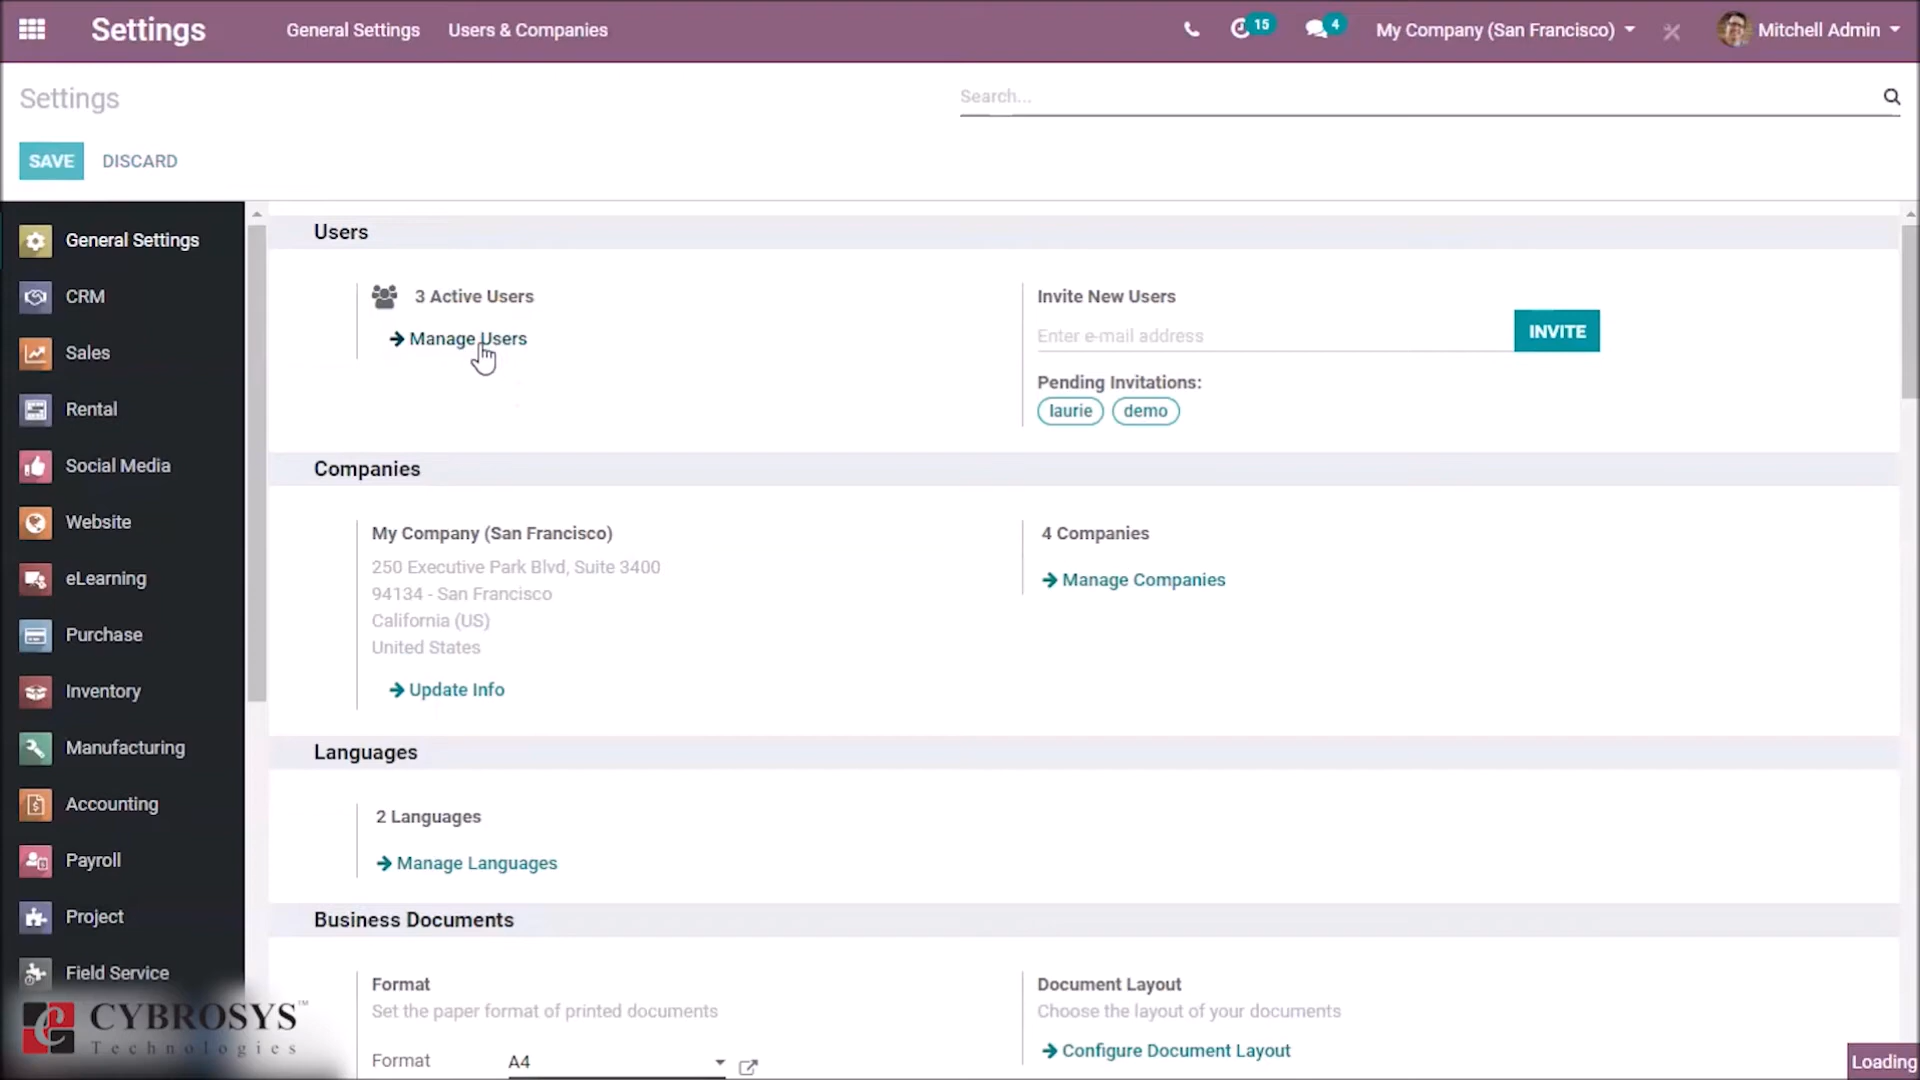 Settings
General Settings
Users & Companies
15
4
My Company (San Francisco)
Mitchell Admin
Settings
Search...
SAVE
DISCARD
General Settings
CRM
Sales
Rental
Social Media
Website
eLearning
Purchase
Inventory
Manufacturing
Accounting
Payroll
Project
Field Service
CYBROSYS™
Technologies
Users
3 Active Users
Manage Users
Invite New Users
Enter e-mail address
INVITE
Pending Invitations:
laurie
demo
Companies
My Company (San Francisco)
250 Executive Park Blvd, Suite 3400
94134 - San Francisco
California (US)
United States
Update Info
4 Companies
Manage Companies
Languages
2 Languages
Manage Languages
Business Documents
Format
Set the paper format of printed documents
Format
A4
Document Layout
Choose the layout of your documents
Configure Document Layout
Loading